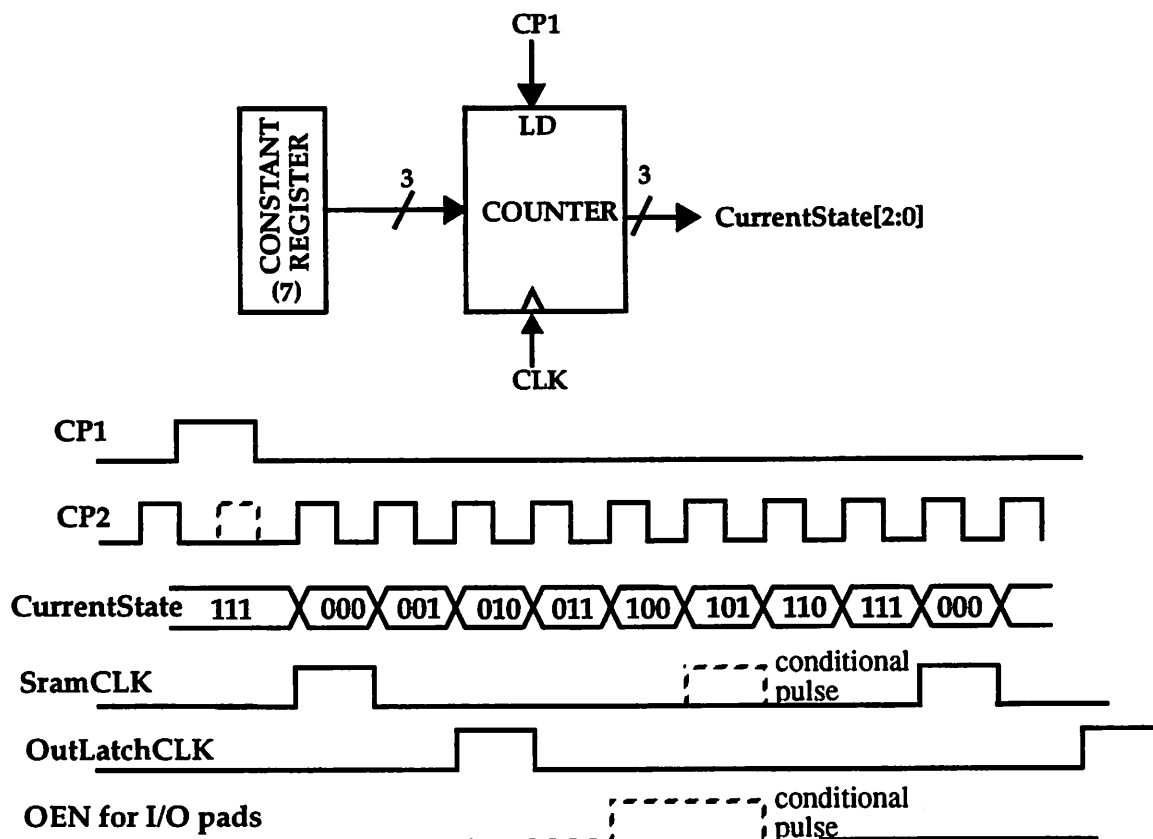 CP1
LD
CONSTANT
REGISTER
(7)
3
COUNTER
3
CurrentState[2:0]
CLK
CP1
CP2
CurrentState 111 000 001 010 011 100 101 110 111 000
SramCLK
conditional
pulse
OutLatchCLK
OEN for I/O pads
conditional
pulse